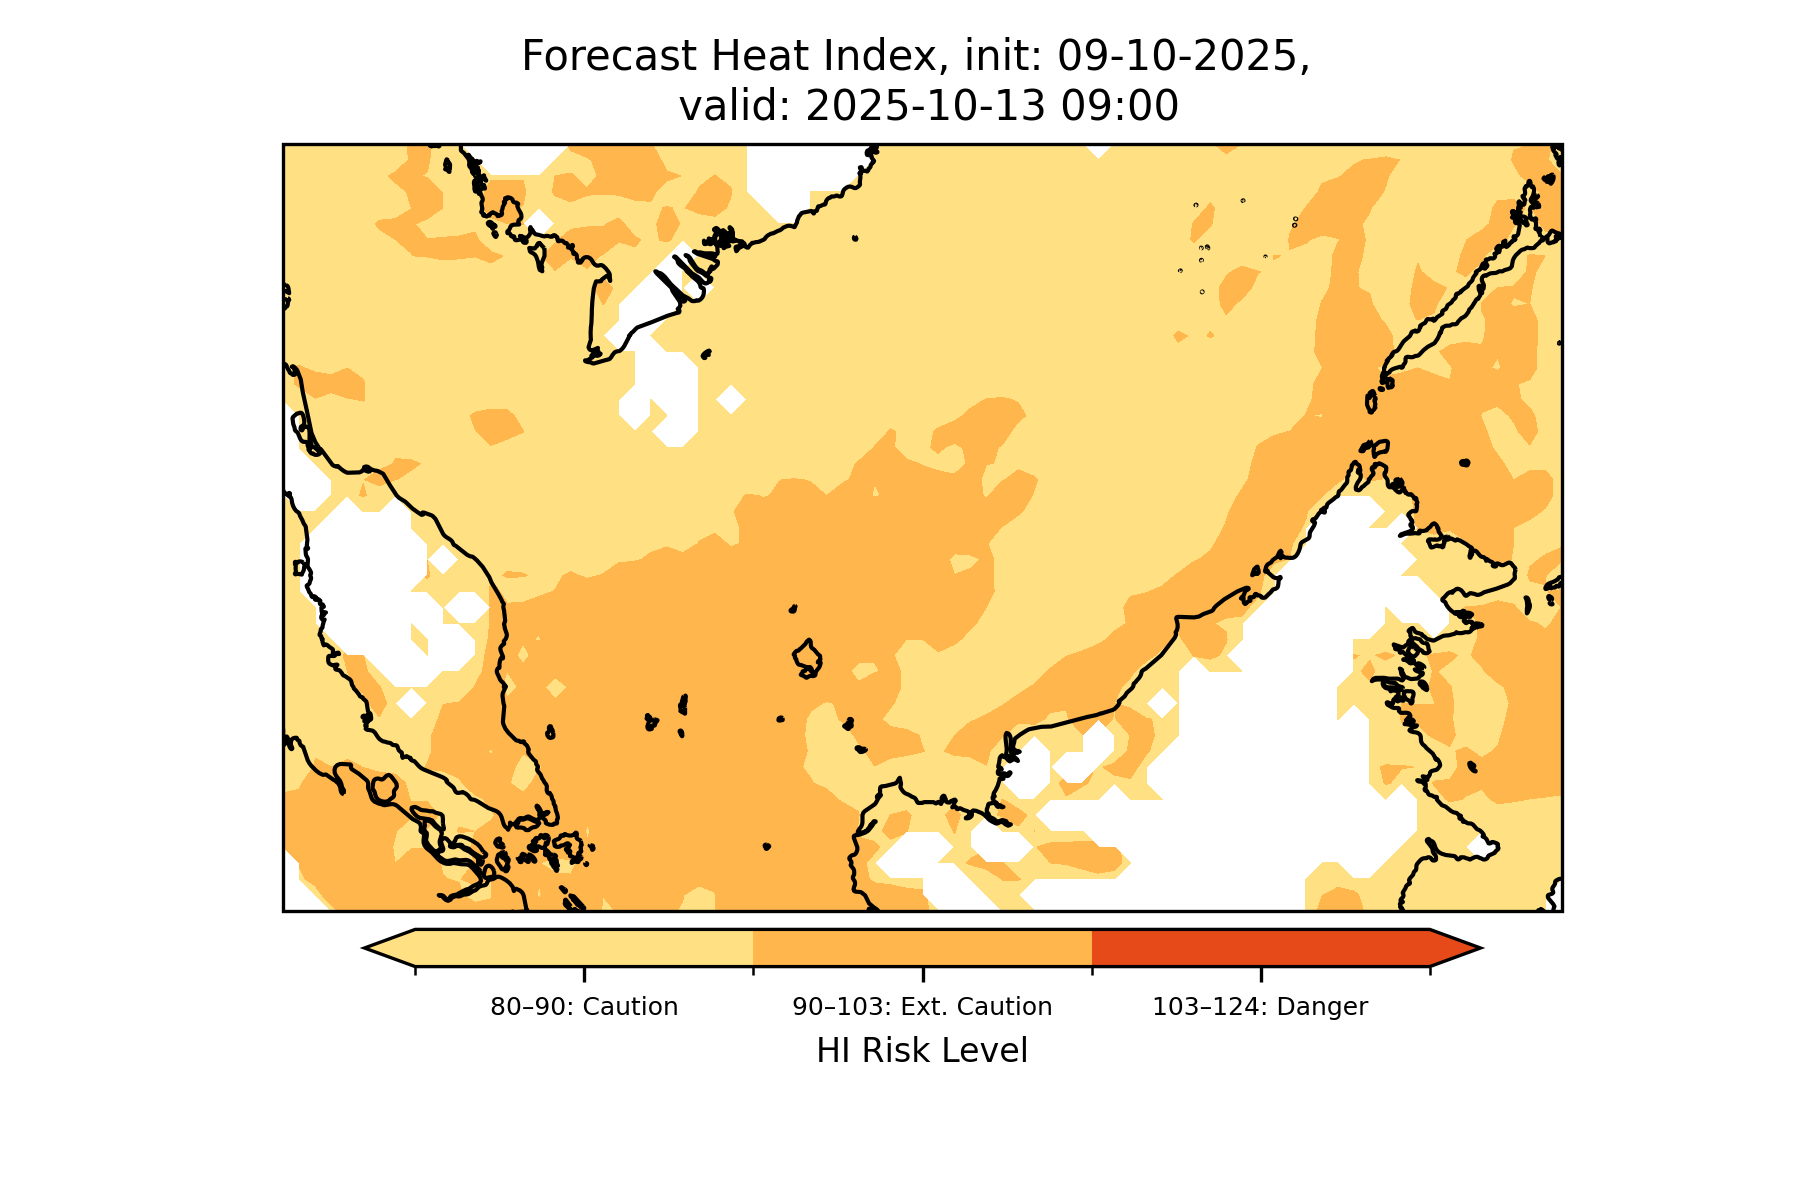 Forecast Heat Index, init: 09-10-2025,
valid: 2025-10-13 09:00
80–90: Caution
90–103: Ext. Caution
103–124: Danger
HI Risk Level